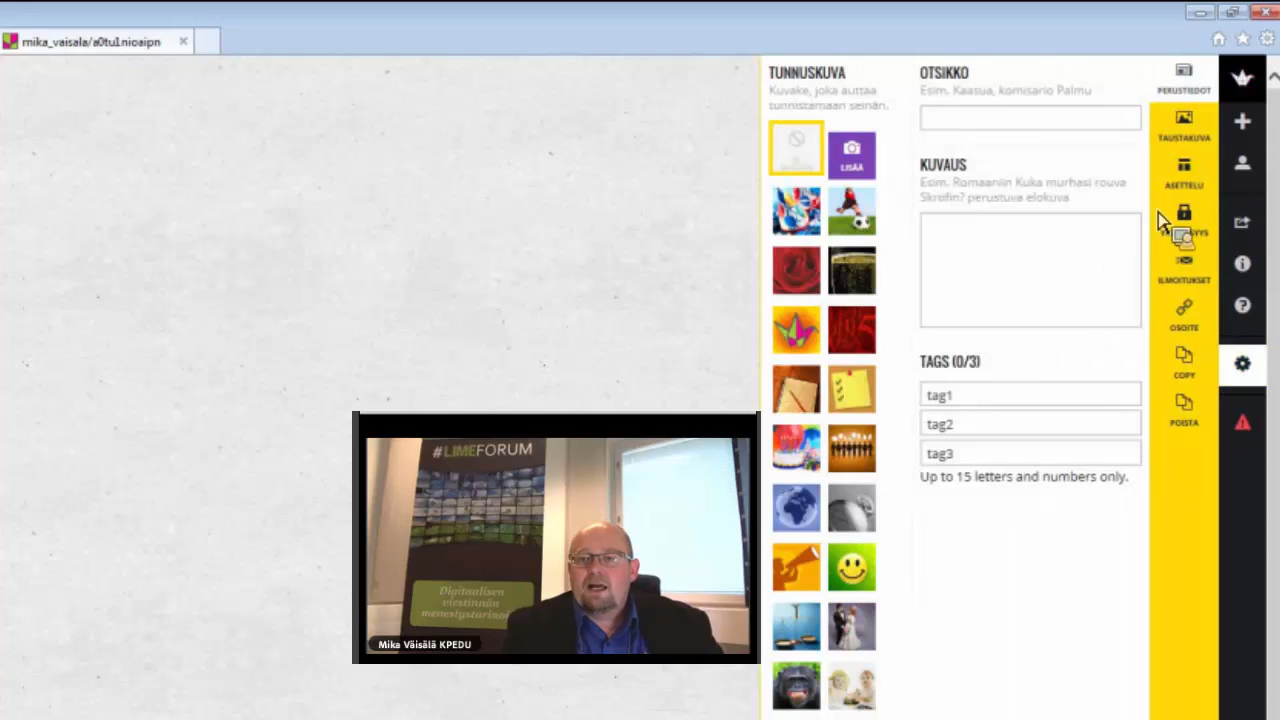 mika_vaisala/a0tu1nioaipn
TUNNUSKUVA
Kuvake, joka auttaa
tunnistamaan seinän.
LISÄÄ
OTSIKKO
Esim. Kaasua, komisario Palmu
KUVAUS
Esim. Romaaniin Kuka murhasi rouva
Skrofin? perustuva elokuva
TAGS (0/3)
tag1
tag2
tag3
Up to 15 letters and numbers only.
PERUSTIEDOT
TAUSTAKUVA
ASETTELU
ILMOITUKSET
OSOITE
COPY
POISTA
#LIMEFORUM
Digitaalisen
viestinnän
menestystarinoi
Mika Väisälä KPEDU